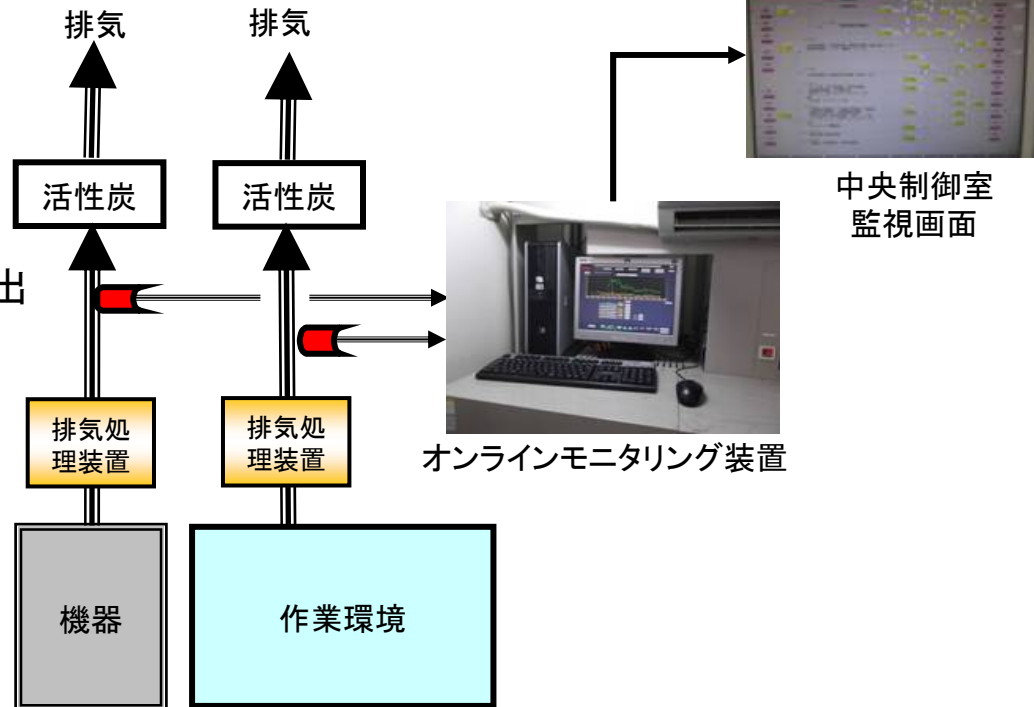 排気
排気
中央制御室
監視画面
活性炭
活性炭
出
排気処
理装置
排気処
理装置
オンラインモニタリング装置
機器
作業環境